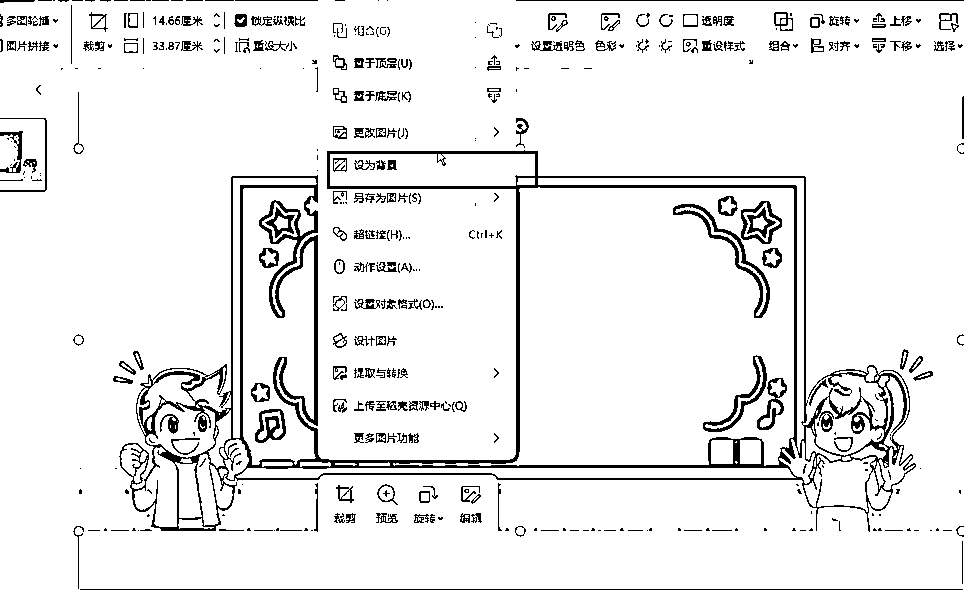 多图轮播
14.66厘米
锁定纵横比
透明度
旋转
上移
图片拼接
裁剪
33.87厘米
重设大小
设置透明色
色彩
重设样式
组合
对齐
下移
选择
组合(G)
置于顶层(U)
置于底层(K)
更改图片(J)
设为背景
另存为图片(S)
超链接(H)... Ctrl+K
动作设置(A)...
设置对象格式(O)...
设计图片
提取与转换
上传至稻壳资源中心(Q)
更多图片功能
裁剪 预览 旋转 编辑